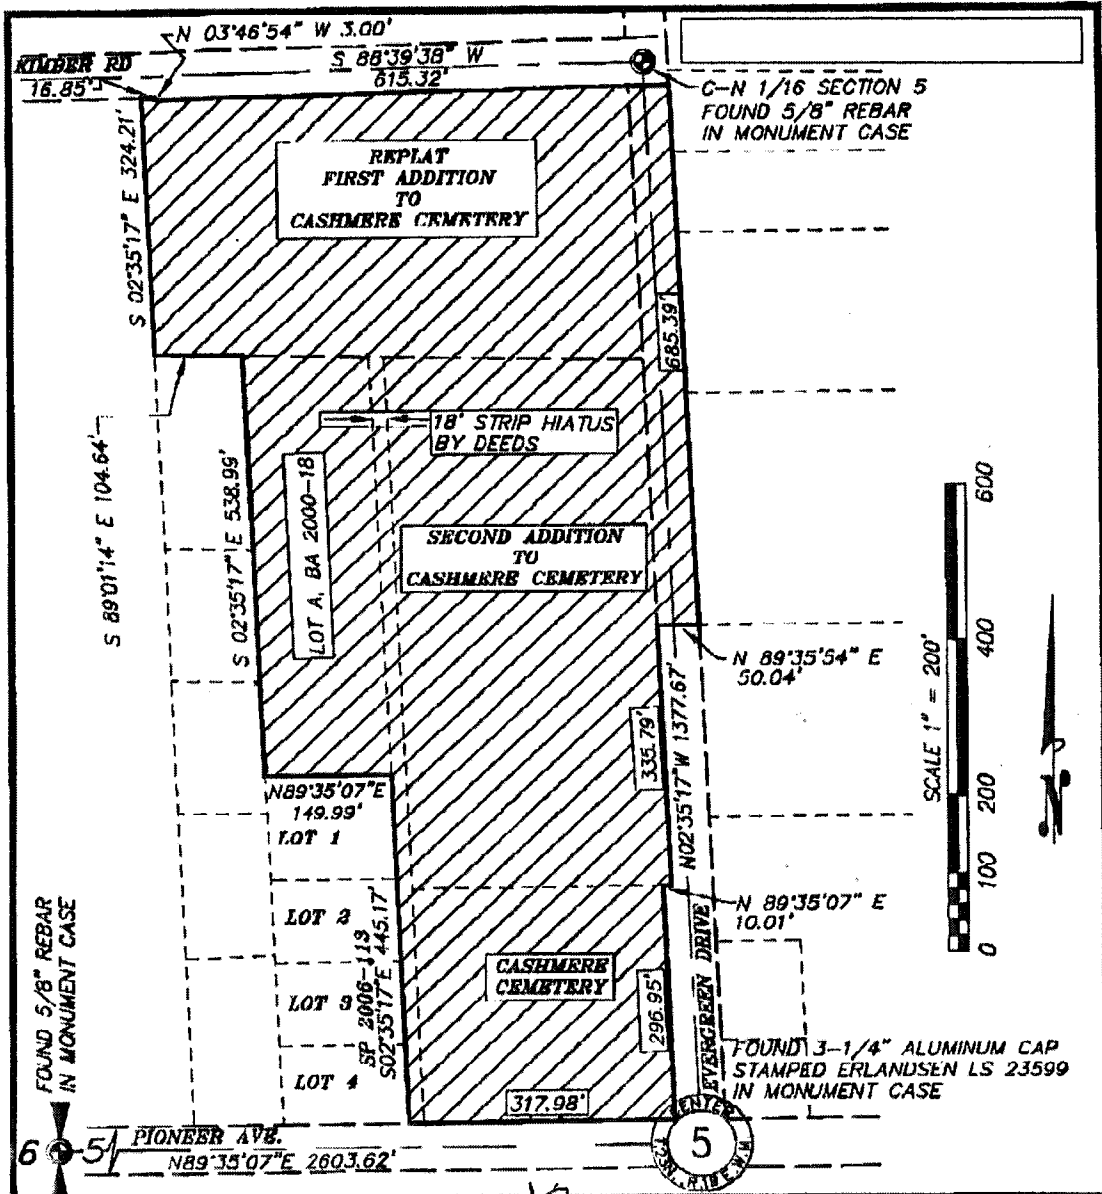 N 03°46'54" W 3.00'
KIMBER RD
16.85'
S 88°39'38" W
615.32'
C-N 1/16 SECTION 5
FOUND 5/8" REBAR
IN MONUMENT CASE
REPLAT
FIRST ADDITION
TO
CASHMERE CEMETERY
S 02°35'17" E 324.21'
685.39'
18' STRIP HIATUS
BY DEEDS
S 89°01'14" E 104.64'
S 02°35'17" E 538.99'
LOT A, BA 2000-18
SECOND ADDITION
TO
CASHMERE CEMETERY
N 89°35'54" E
50.04'
335.79'
N02°35'17"W 1377.67'
SCALE 1" = 200'
0
100
200
400
600
N
N89°35'07"E
149.99'
LOT 1
LOT 2
LOT 3
LOT 4
SP 2006-113
S02°35'17"E 445.17'
N 89°35'07" E
10.01'
CASHMERE
CEMETERY
296.95'
EVERGREEN DRIVE
FOUND 3-1/4" ALUMINUM CAP
STAMPED ERLANDSEN LS 23599
IN MONUMENT CASE
317.98'
FOUND 5/8" REBAR
IN MONUMENT CASE
6
5
PIONEER AVE.
N89°35'07"E 2603.62'
CENTER
5